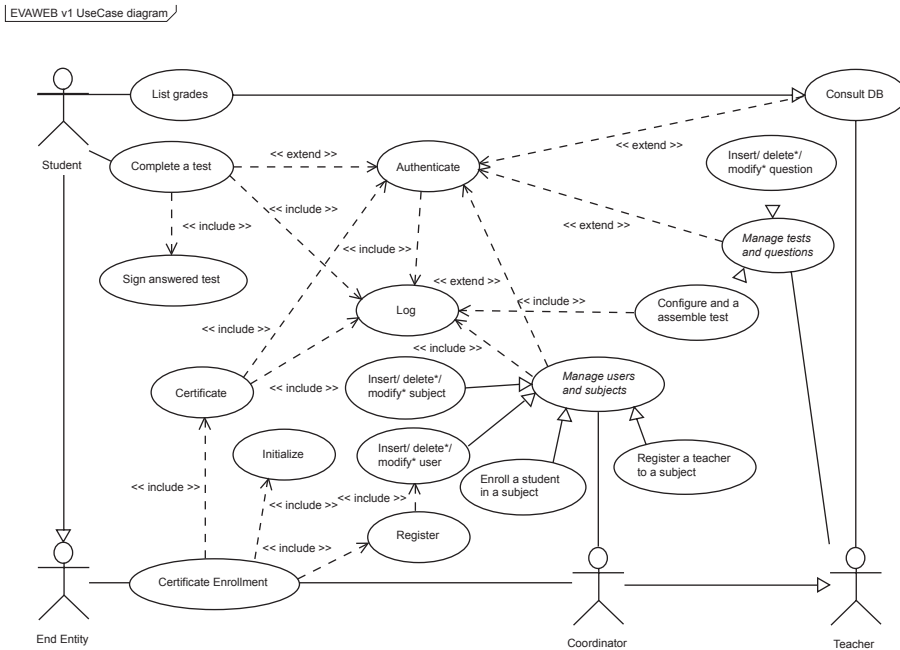 EVAWEB v1 UseCase diagram
List grades
Consult DB
<< extend >>
<< extend >>
Insert/ delete*/
modify* question
Student
Complete a test
Authenticate
<< include >>
<< include >>
<< extend >>
Manage tests
and questions
<< include >>
Sign answered test
<< extend >>
<< include >>
Configure and a
assemble test
Log
<< include >>
<< include >>
Certificate
<< include >>
Insert/ delete*/
modify* subject
Manage users
and subjects
Initialize
Insert/ delete*/
modify* user
Enroll a student
in a subject
Register a teacher
to a subject
<< include >>
<< include >>
<< include >>
Register
<< include >>
Certificate Enrollment
End Entity
Coordinator
Teacher